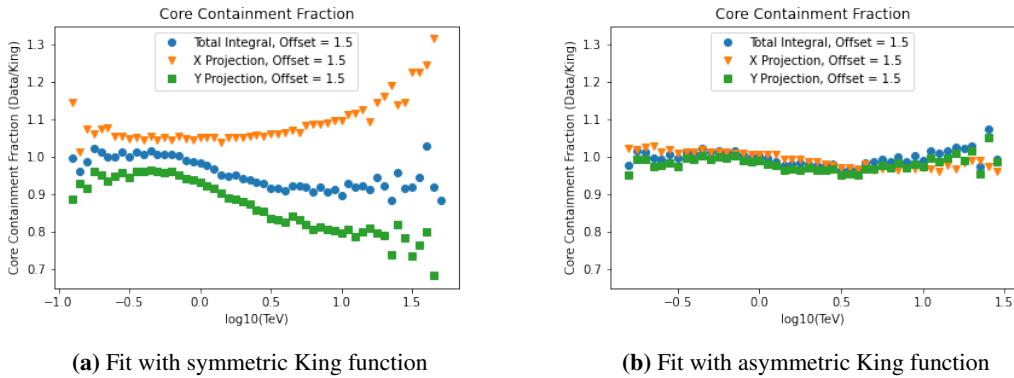 Core Containment Fraction
Core Containment Fraction (Data/King)
1.3
1.2
1.1
1.0
0.9
0.8
0.7
Total Integral, Offset = 1.5
X Projection, Offset = 1.5
Y Projection, Offset = 1.5
−1.0 −0.5 0.0 0.5 1.0 1.5
log10(TeV)
(a) Fit with symmetric King function
Core Containment Fraction
Core Containment Fraction (Data/King)
1.3
1.2
1.1
1.0
0.9
0.8
0.7
Total Integral, Offset = 1.5
X Projection, Offset = 1.5
Y Projection, Offset = 1.5
−0.5 0.0 0.5 1.0 1.5
log10(TeV)
(b) Fit with asymmetric King function